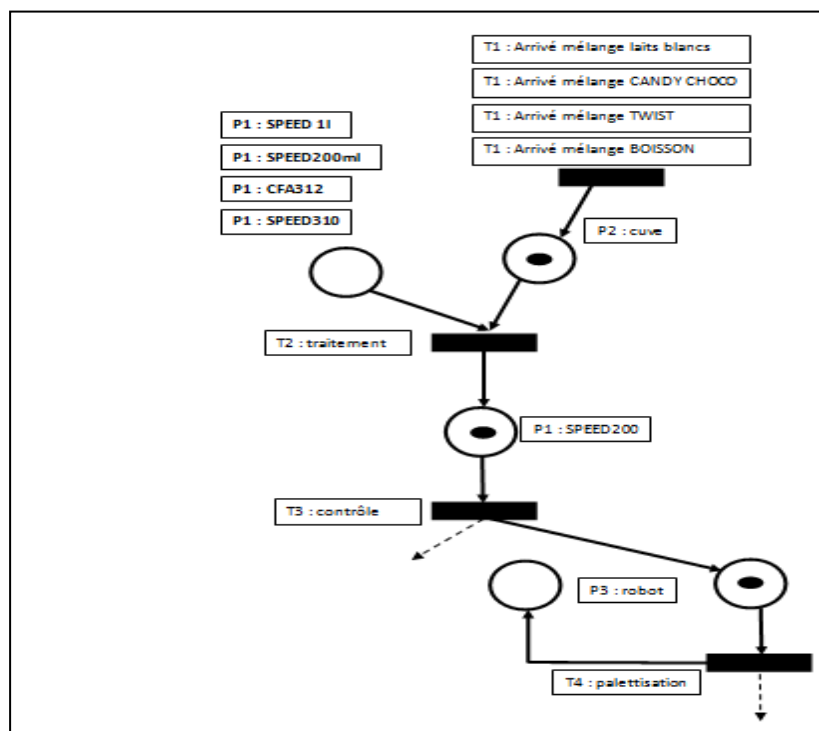 T1 : Arrivé mélange laits blancs
T1 : Arrivé mélange CANDY CHOCO
T1 : Arrivé mélange TWIST
T1 : Arrivé mélange BOISSON
P1 : SPEED 1l
P1 : SPEED200ml
P1 : CFA312
P1 : SPEED310
P2 : cuve
T2 : traitement
P1 : SPEED200
T3 : contrôle
P3 : robot
T4 : palettisation